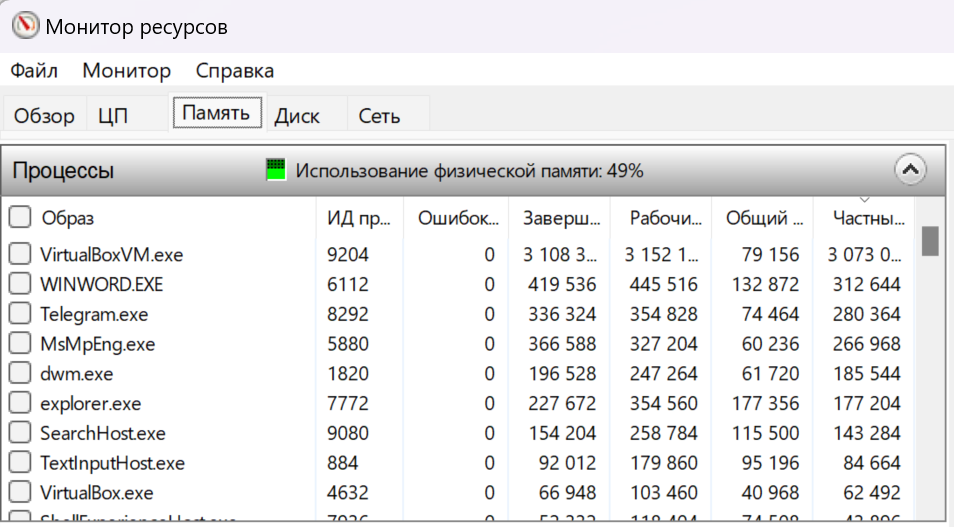 Монитор ресурсов
Файл Монитор Справка
Обзор ЦП Память Диск Сеть
Процессы Использование физической памяти: 49%
Образ ИД пр... Ошибок... Заверш... Рабочи... Общий ... Частны...
VirtualBoxVM.exe 9204 0 3 108 3... 3 152 1... 79 156 3 073 0...
WINWORD.EXE 6112 0 419 536 445 516 132 872 312 644
Telegram.exe 8292 0 336 324 354 828 74 464 280 364
MsMpEng.exe 5880 0 366 588 327 204 60 236 266 968
dwm.exe 1820 0 196 528 247 264 61 720 185 544
explorer.exe 7772 0 227 672 354 560 177 356 177 204
SearchHost.exe 9080 0 154 204 258 784 115 500 143 284
TextInputHost.exe 884 0 92 012 179 860 95 196 84 664
VirtualBox.exe 4632 0 66 948 103 460 40 968 62 492